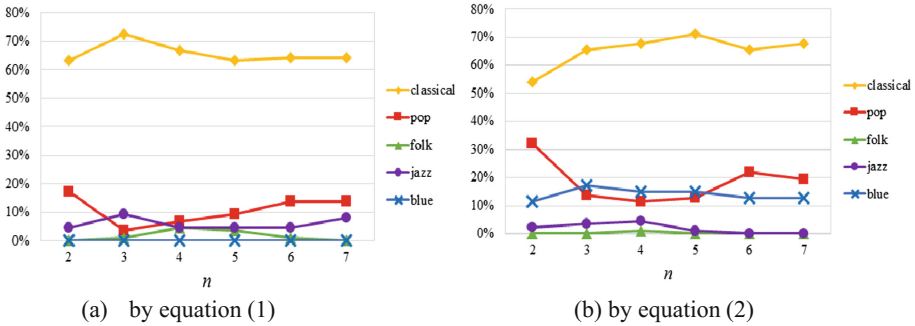 80%
70%
60%
50%
40%
30%
20%
10%
0%
2 3 4 5 6 7
n
classical
pop
folk
jazz
blue
(a) by equation (1)
80%
70%
60%
50%
40%
30%
20%
10%
0%
2 3 4 5 6 7
n
classical
pop
folk
jazz
blue
(b) by equation (2)